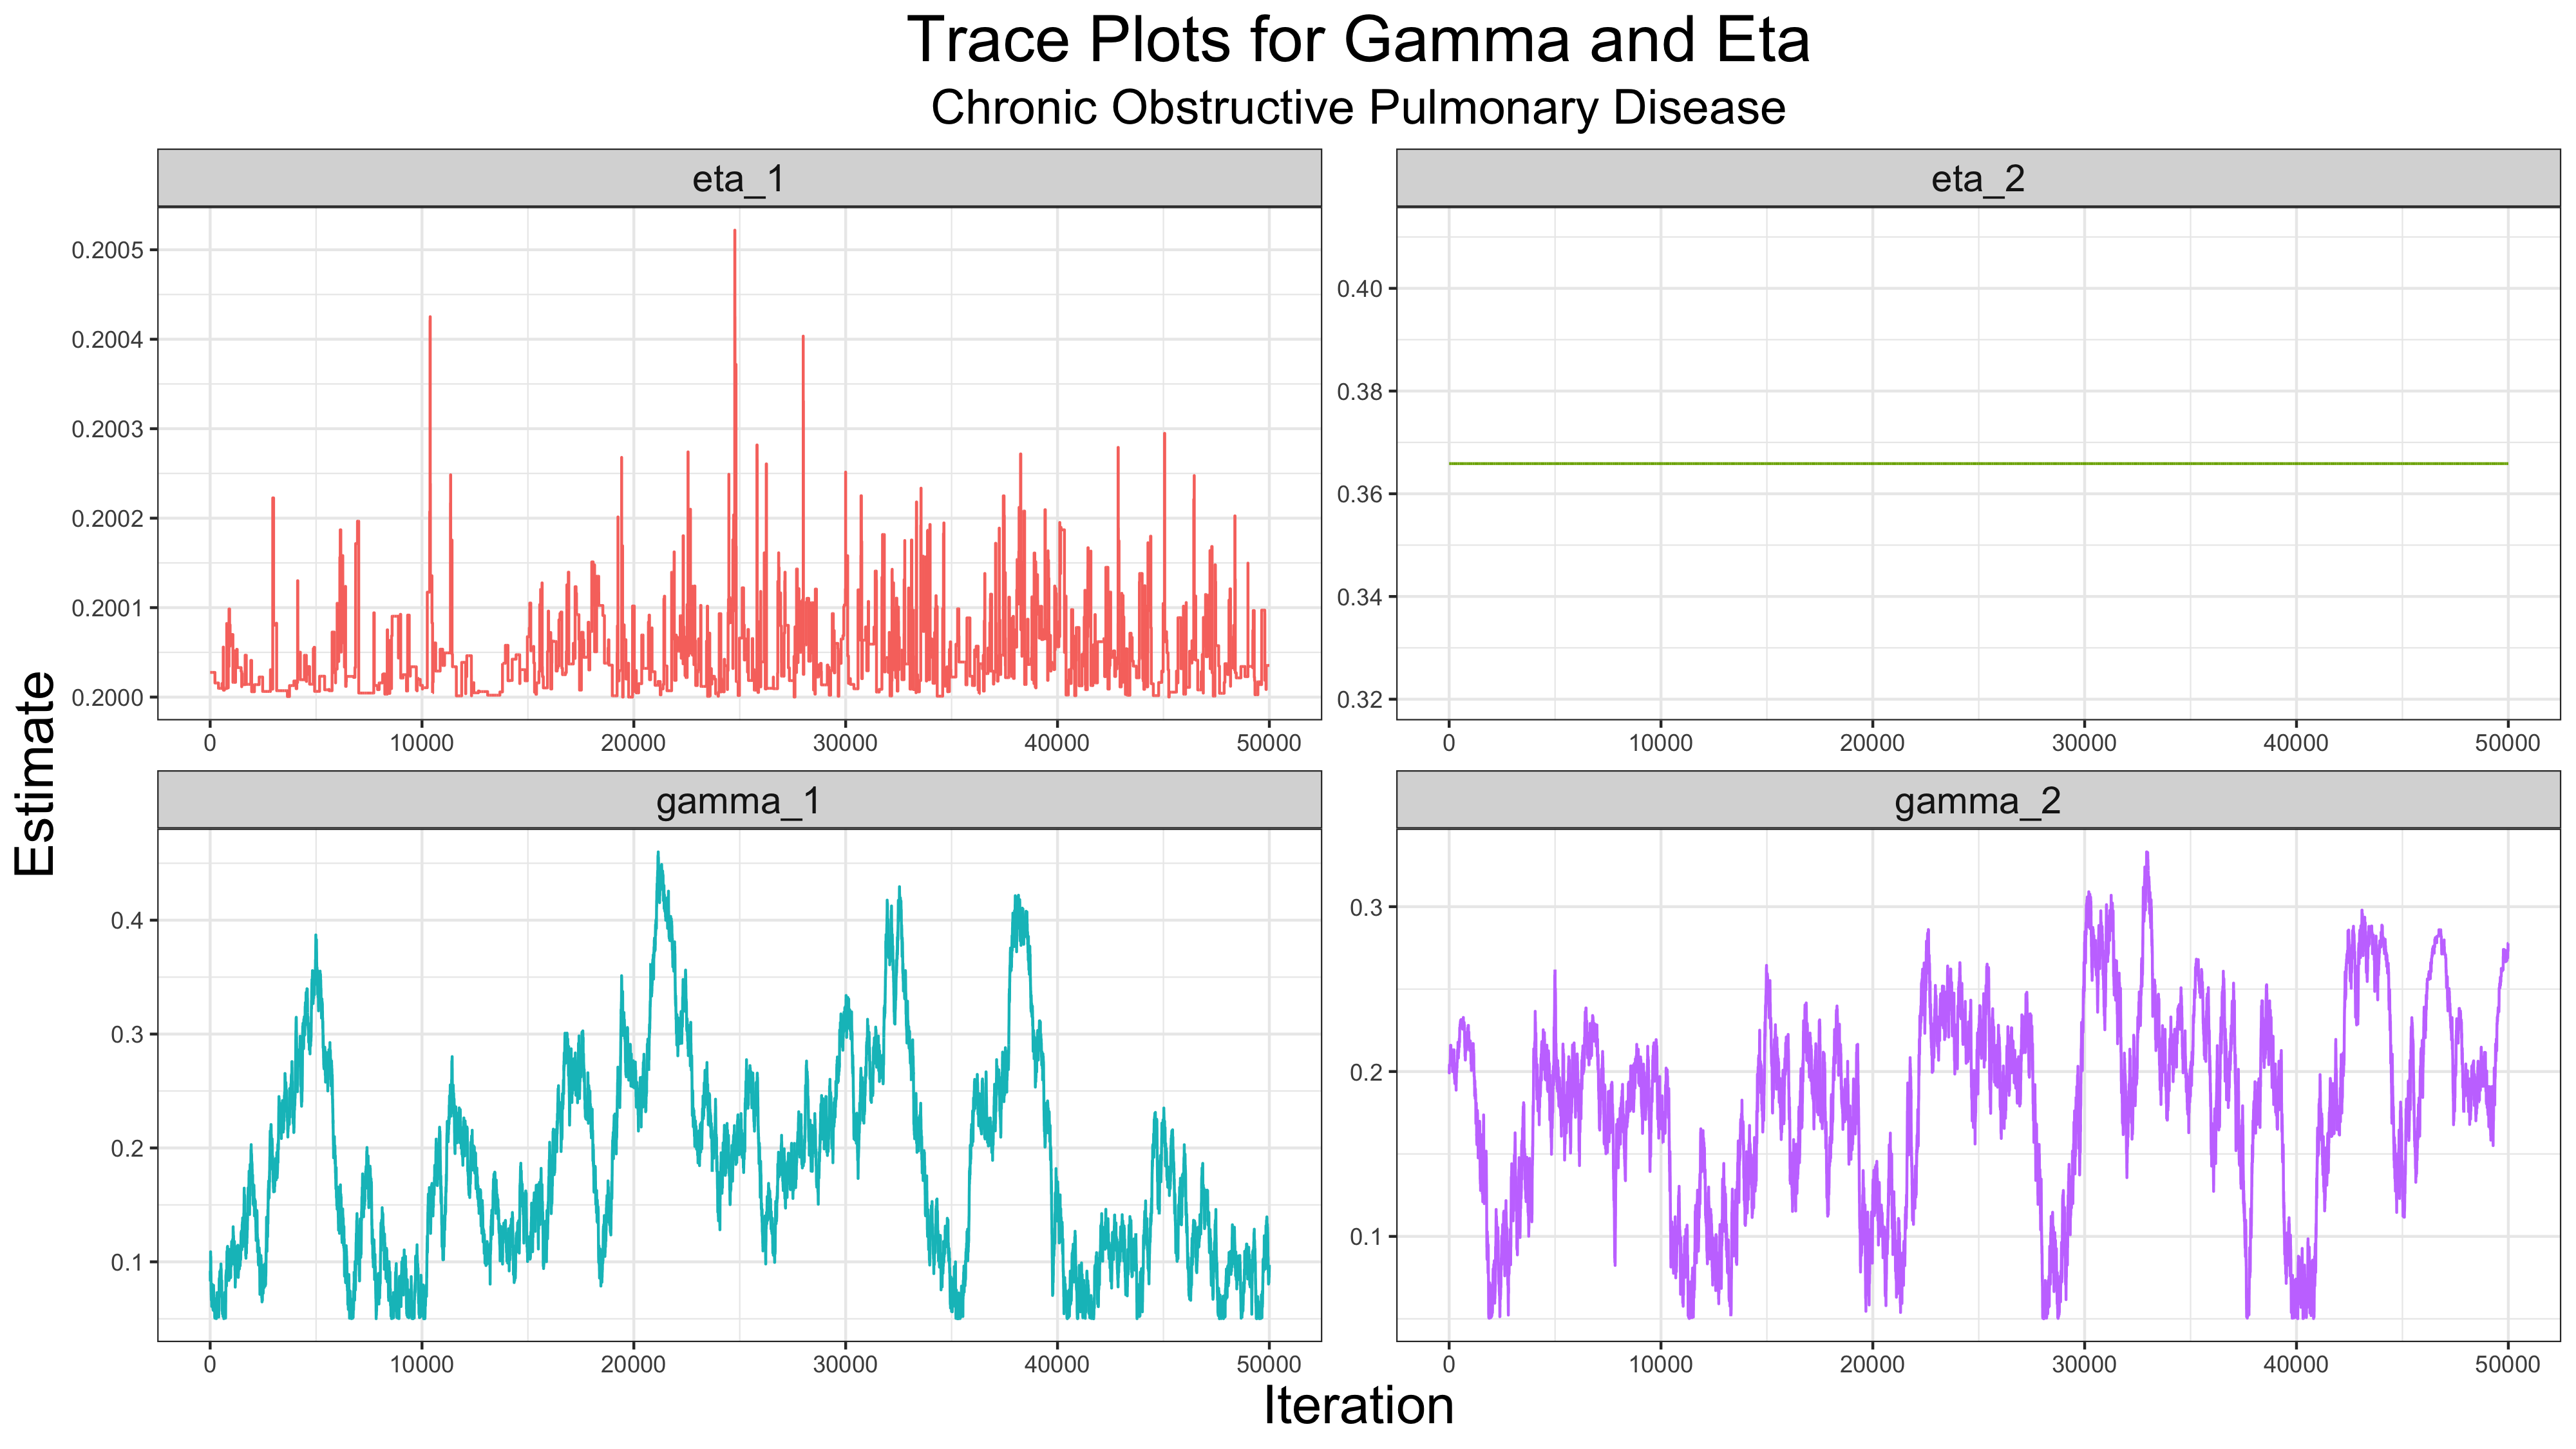 Trace Plots for Gamma and Eta
Chronic Obstructive Pulmonary Disease
eta_1
0.2005
0.2004
0.2003
0.2002
0.2001
0.2000
0 10000 20000 30000 40000 50000
eta_2
0.40
0.38
0.36
0.34
0.32
0 10000 20000 30000 40000 50000
Estimate
gamma_1
0.4
0.3
0.2
0.1
0 10000 20000 30000 40000 50000
gamma_2
0.3
0.2
0.1
0 10000 20000 30000 40000 50000
Iteration